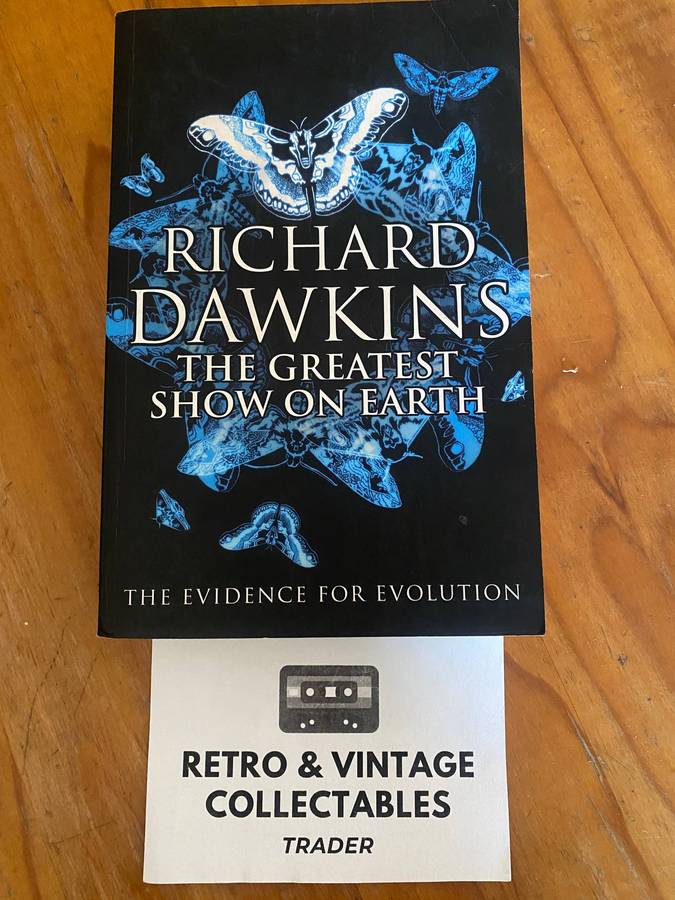 RICHARD
DAWKINS
THE GREATEST
SHOW ON EARTH
THE EVIDENCE FOR EVOLUTION
RETRO & VINTAGE
COLLECTABLES
TRADER